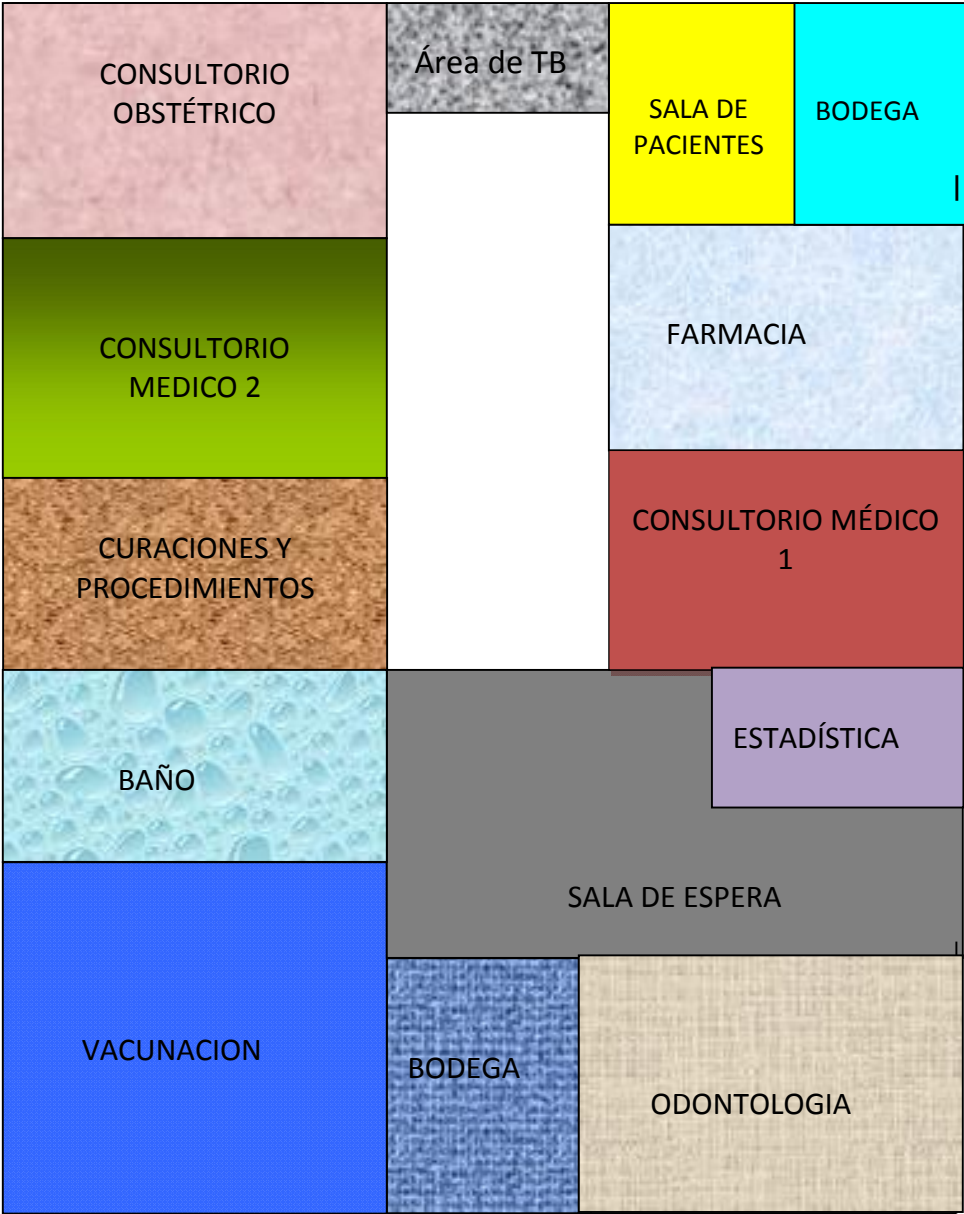 CONSULTORIO
OBSTÉTRICO
Área de TB
SALA DE
PACIENTES
BODEGA
CONSULTORIO
MEDICO 2
FARMACIA
CURACIONES Y
PROCEDIMIENTOS
CONSULTORIO MÉDICO
1
BAÑO
ESTADÍSTICA
SALA DE ESPERA
VACUNACION
BODEGA
ODONTOLOGIA